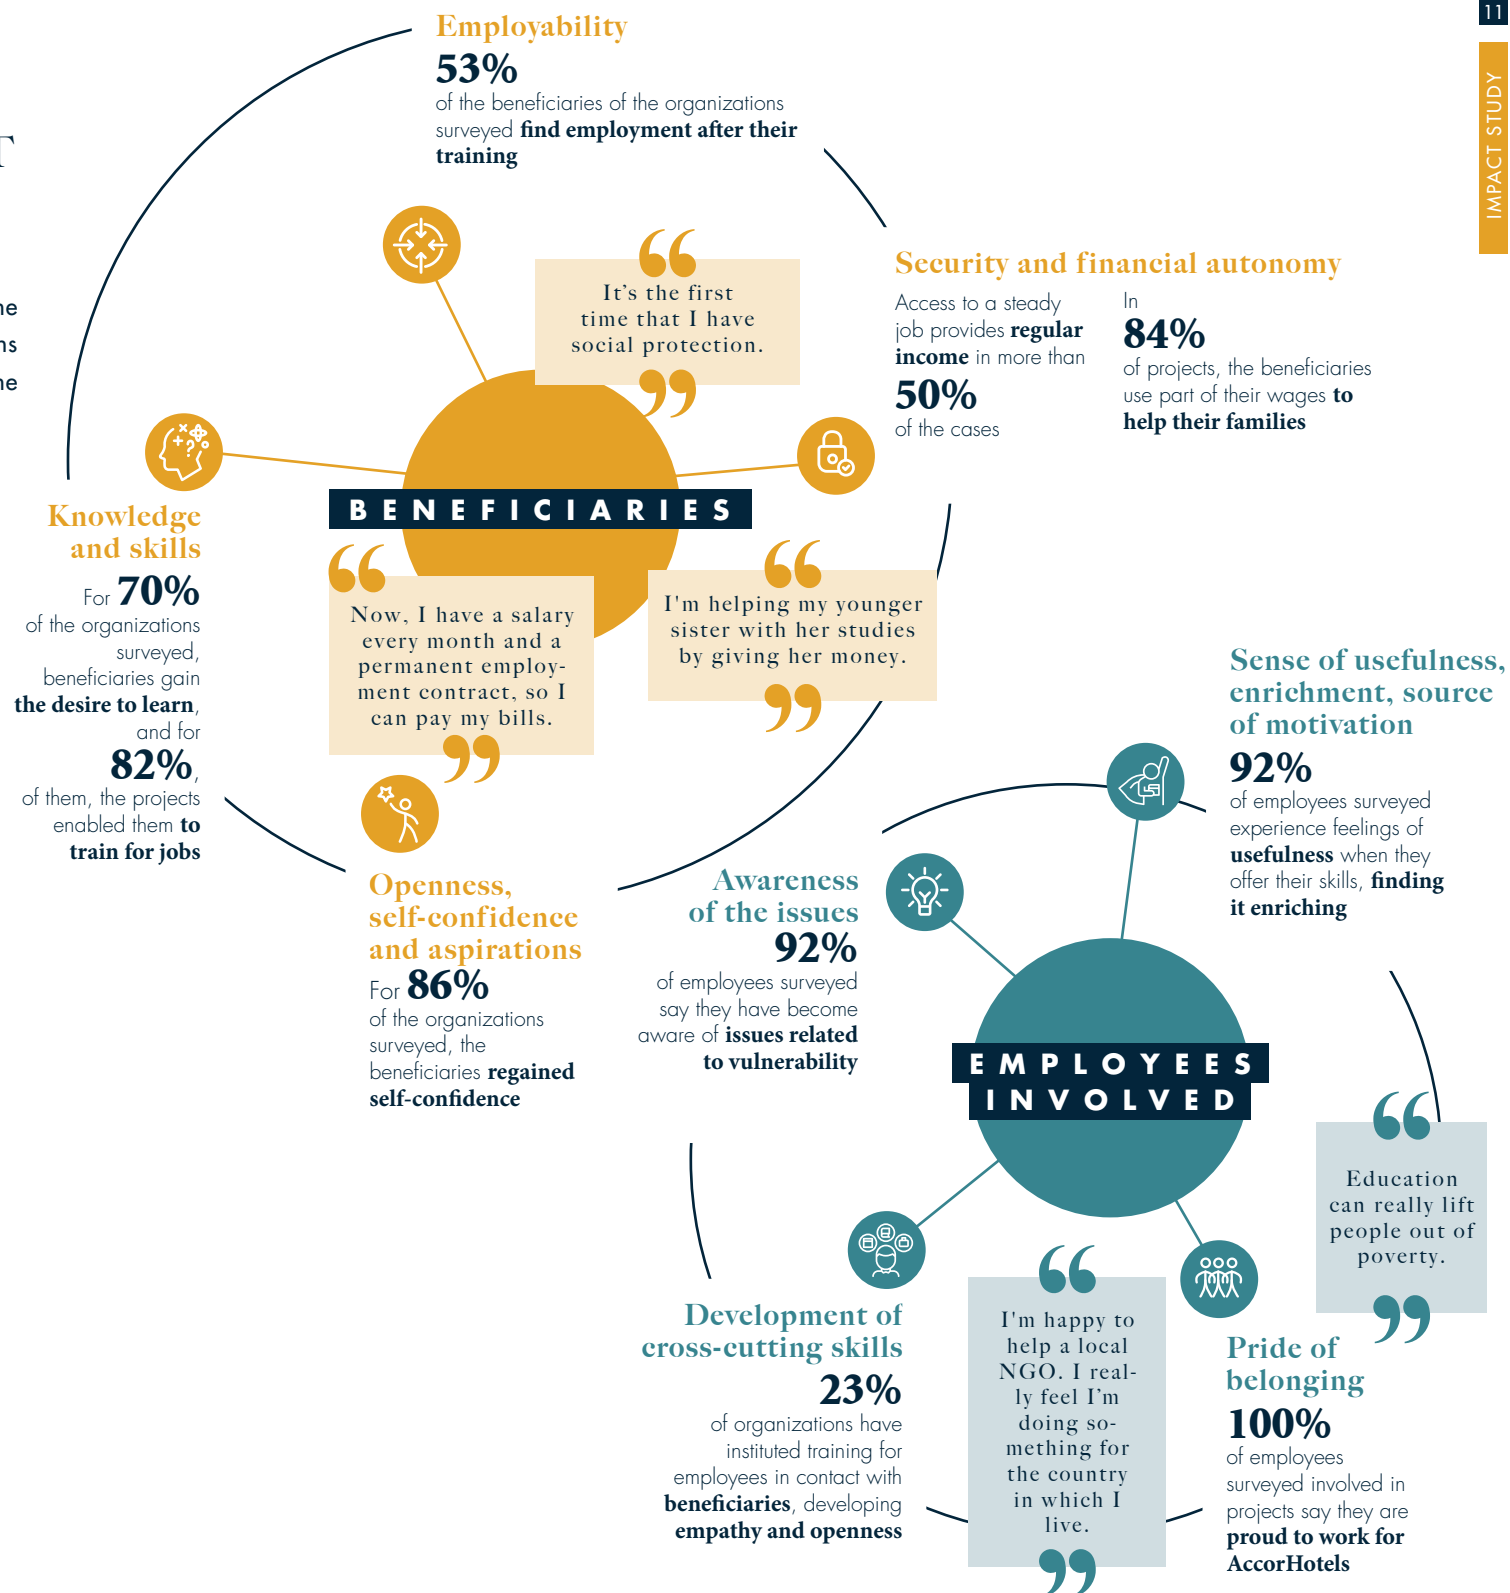 11
IMPACT STUDY
Employability
53%
of the beneficiaries of the organizations
surveyed find employment after their
training
It’s the first
time that I have
social protection.
Security and financial autonomy
Access to a steady
job provides regular
income in more than
50%
of the cases
In
84%
of projects, the beneficiaries
use part of their wages to
help their families
BENEFICIARIES
Knowledge
and skills
For 70%
of the organizations
surveyed,
beneficiaries gain
the desire to learn,
and for
82%,
of them, the projects
enabled them to
train for jobs
Now, I have a salary
every month and a
permanent employ-
ment contract, so I
can pay my bills.
I'm helping my younger
sister with her studies
by giving her money.
Openness,
self-confidence
and aspirations
For 86%
of the organizations
surveyed, the
beneficiaries regained
self-confidence
Sense of usefulness,
enrichment, source
of motivation
92%
of employees surveyed
experience feelings of
usefulness when they
offer their skills, finding
it enriching
Awareness
of the issues
92%
of employees surveyed
say they have become
aware of issues related
to vulnerability
EMPLOYEES
INVOLVED
Education
can really lift
people out of
poverty.
Development of
cross-cutting skills
23%
of organizations have
instituted training for
employees in contact with
beneficiaries, developing
empathy and openness
I'm happy to
help a local
NGO. I real-
ly feel I’m
doing so-
mething for
the country
in which I
live.
Pride of
belonging
100%
of employees
surveyed involved in
projects say they are
proud to work for
AccorHotels